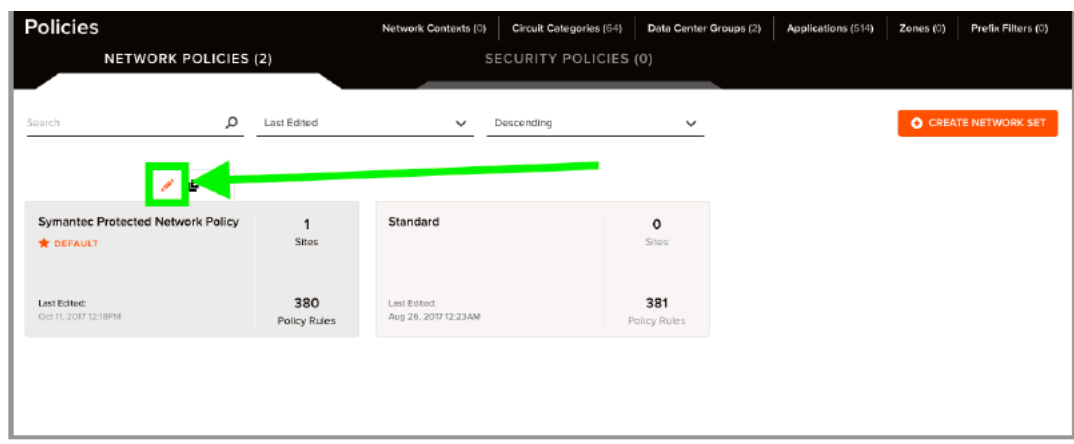 Policies
Network Contexts (0) Circuit Categories (64) Data Center Groups (2) Applications (514) Zones (0) Prefix Filters (0)
NETWORK POLICIES (2) SECURITY POLICIES (0)
Search Last Edited Descending CREATE NETWORK SET
Symantec Protected Network Policy 1 Standard 0
DEFAULT Sites Sites
Last Edited: 380 Last Edited: 381
Oct 11, 2017 12:18PM Policy Rules Aug 26, 2017 12:23AM Policy Rules